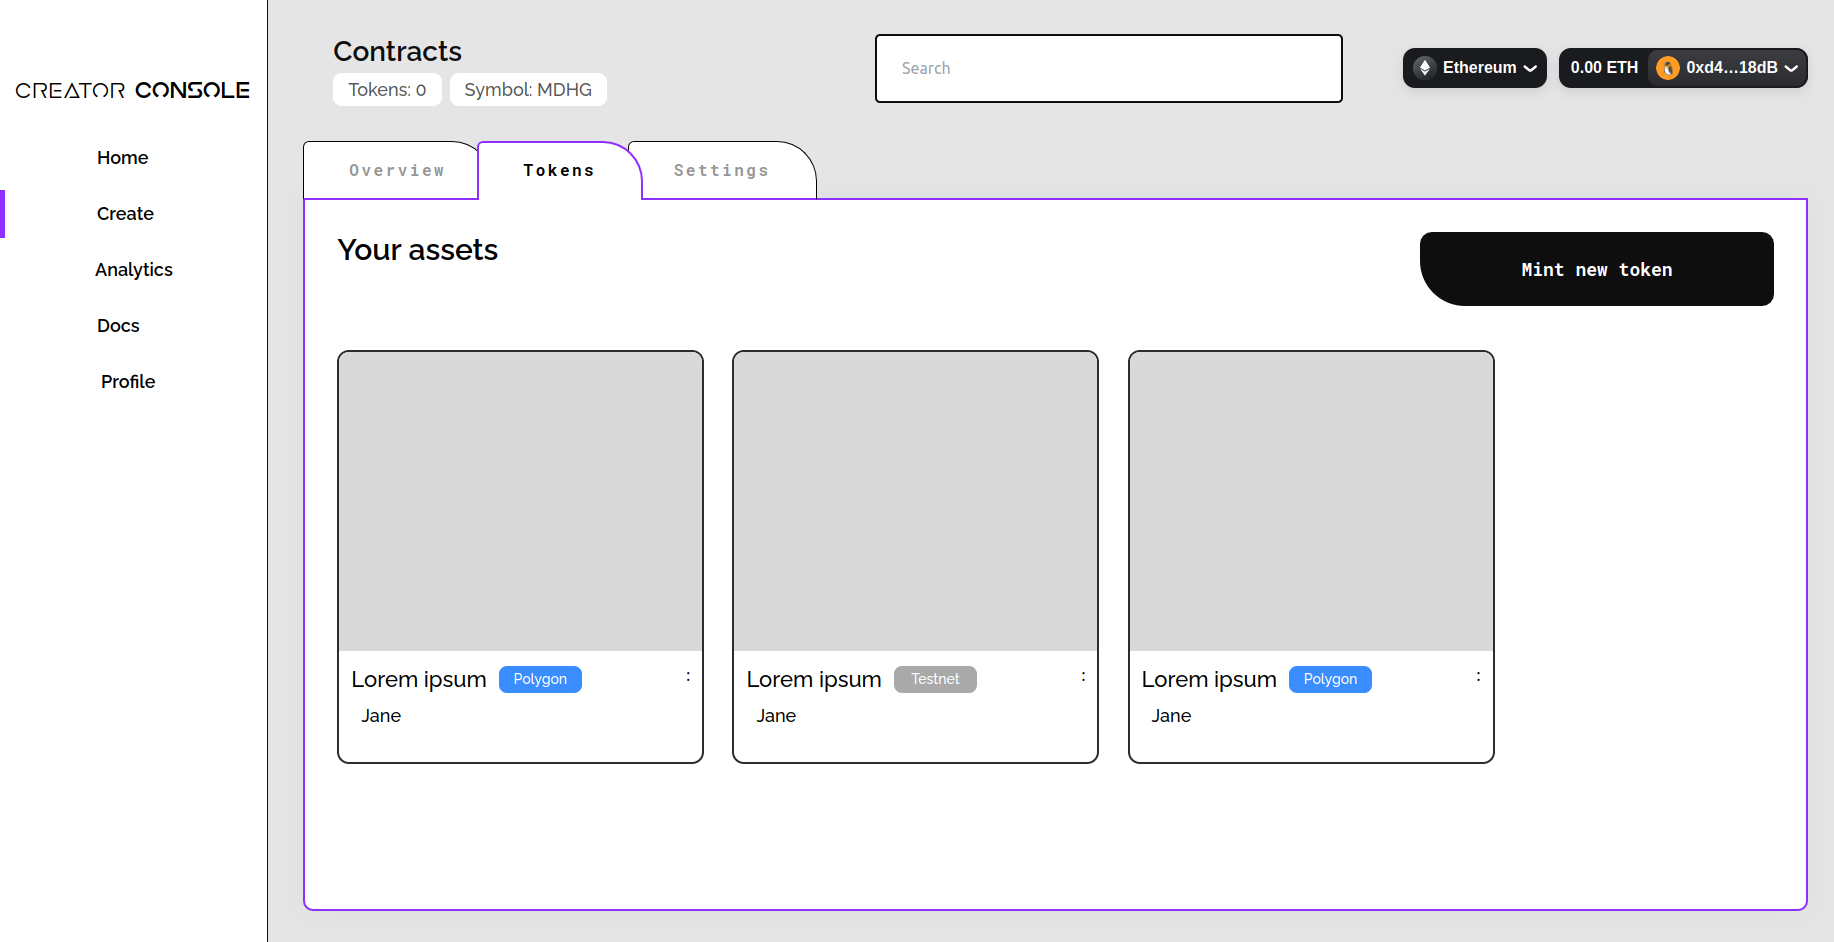 CREATOR CONSOLE
Home
Create
Analytics
Docs
Profile
Contracts
Tokens: 0
Symbol: MDHG
Search
Ethereum
0.00 ETH
0xd4...18dB
Overview
Tokens
Settings
Your assets
Mint new token
Lorem ipsum Polygon :
Jane
Lorem ipsum Testnet :
Jane
Lorem ipsum Polygon :
Jane